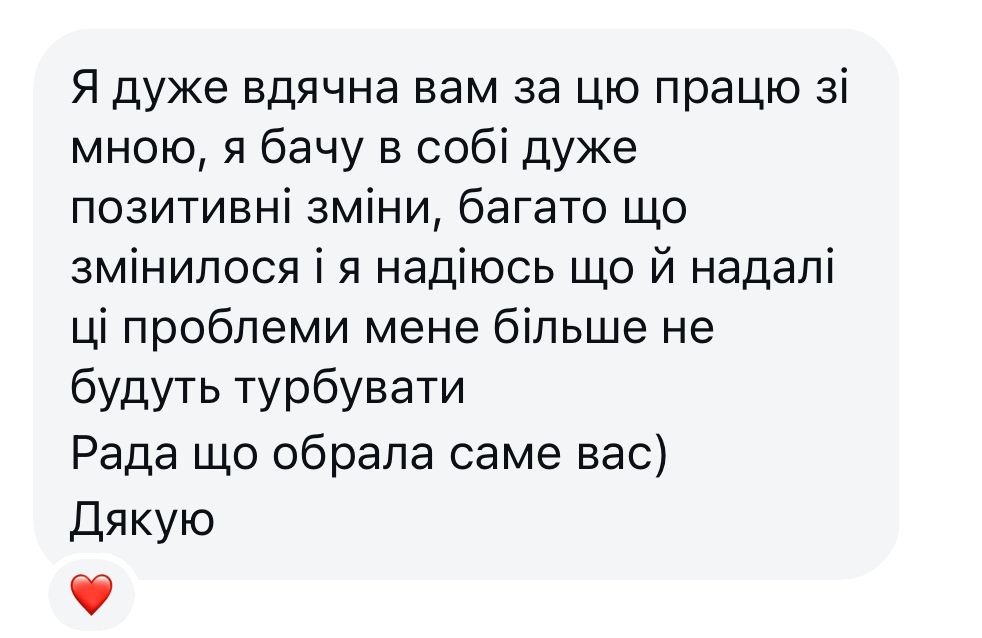 Я дуже вдячна вам за цю працю зі
мною, я бачу в собі дуже
позитивні зміни, багато що
змінилося і я надіюсь що й надалі
ці проблеми мене більше не
будуть турбувати
Рада що обрала саме вас)
Дякую